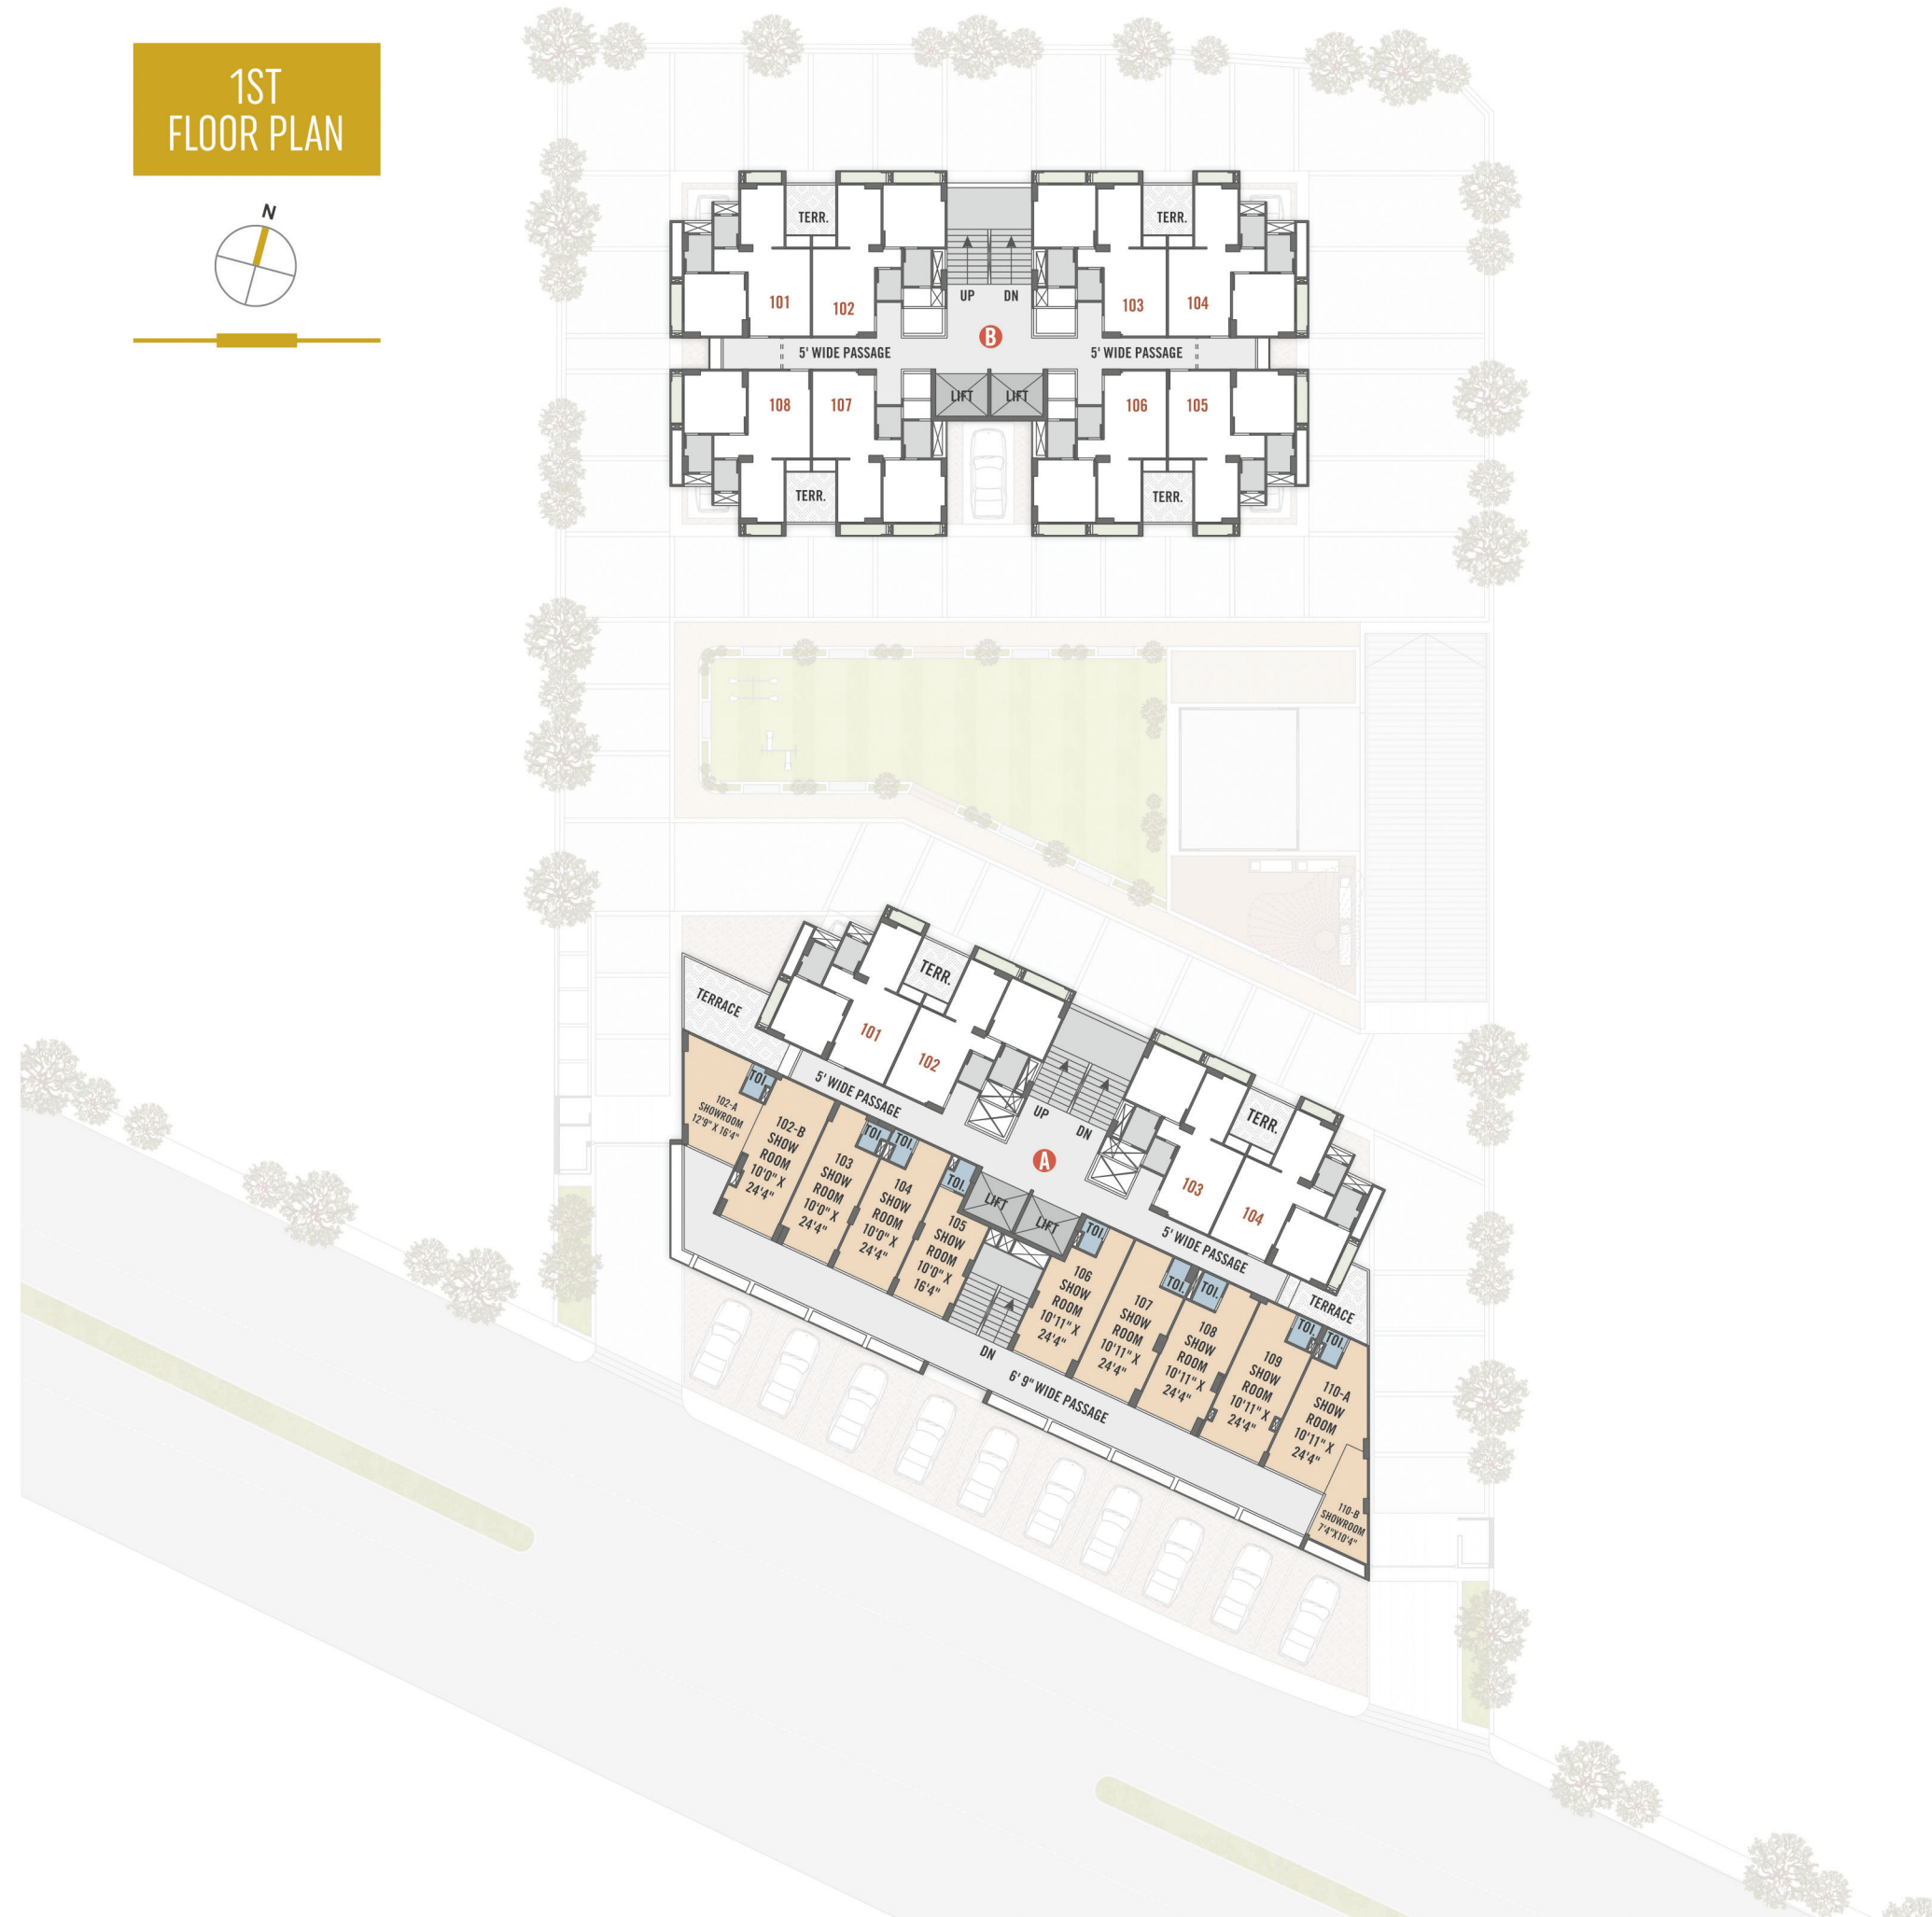 1ST
FLOOR PLAN
N
TERR.
TERR.
101
102
UP
DN
103
104
B
5' WIDE PASSAGE
5' WIDE PASSAGE
108
107
LIFT
LIFT
106
105
TERR.
TERR.
TERRACE
TERR.
101
102
5' WIDE PASSAGE
UP
DN
TERR.
103
104
A
5' WIDE PASSAGE
TERRACE
TOI.
102-A
SHOWROOM
12'9" X 16'4"
102-B
SHOW
ROOM
10'0" X
24'4"
TOI.
103
SHOW
ROOM
10'0" X
24'4"
TOI.
104
SHOW
ROOM
10'0" X
24'4"
TOI.
105
SHOW
ROOM
10'0" X
16'4"
LIFT
LIFT
DN
TOI.
106
SHOW
ROOM
10'11" X
24'4"
TOI.
107
SHOW
ROOM
10'11" X
24'4"
TOI.
108
SHOW
ROOM
10'11" X
24'4"
TOI.
109
SHOW
ROOM
10'11" X
24'4"
TOI.
110-A
SHOW
ROOM
10'11" X
24'4"
110-B
SHOWROOM
7'4"X10'4"
6' 9" WIDE PASSAGE